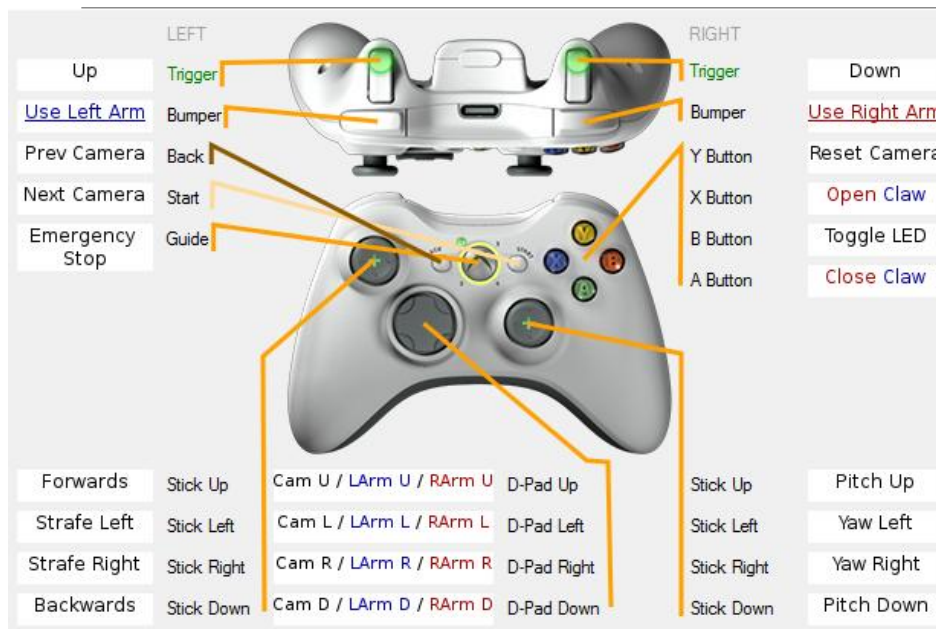 LEFT
RIGHT
Up
Trigger
Trigger
Down
Use Left Arm
Bumper
Bumper
Use Right Arm
Prev Camera
Back
Y Button
Reset Camera
Next Camera
Start
X Button
Open Claw
Emergency
Stop
Guide
B Button
Toggle LED
A Button
Close Claw
Y
X
B
A
START
Forwards
Stick Up
Cam U / LArm U / RArm U
D-Pad Up
Stick Up
Pitch Up
Strafe Left
Stick Left
Cam L / LArm L / RArm L
D-Pad Left
Stick Left
Yaw Left
Strafe Right
Stick Right
Cam R / LArm R / RArm R
D-Pad Right
Stick Right
Yaw Right
Backwards
Stick Down
Cam D / LArm D / RArm D
D-Pad Down
Stick Down
Pitch Down